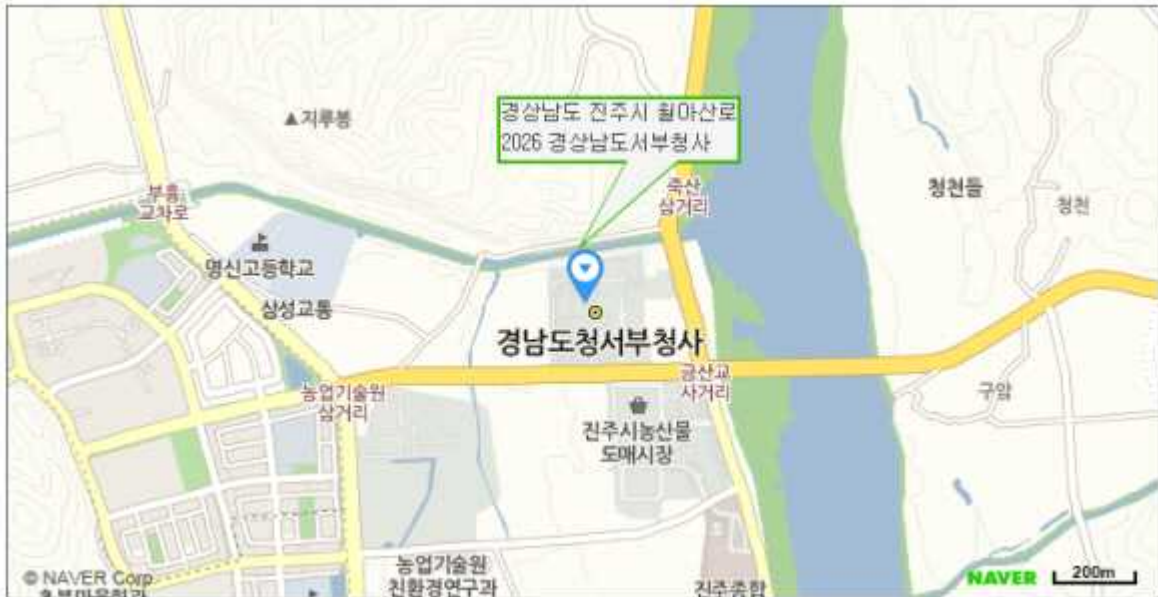 경상남도 진주시 월아산로
2026 경상남도서부청사
▲지루봉
죽산
삼거리
청천들
청천
부흥
교차로
명신고등학교
삼성교통
경남도청서부청사
농업기술원
삼거리
금산교
사거리
구암
진주시농산물
도매시장
농업기술원
친환경연구과
진주종합
© NAVER Corp.
NAVER
200m